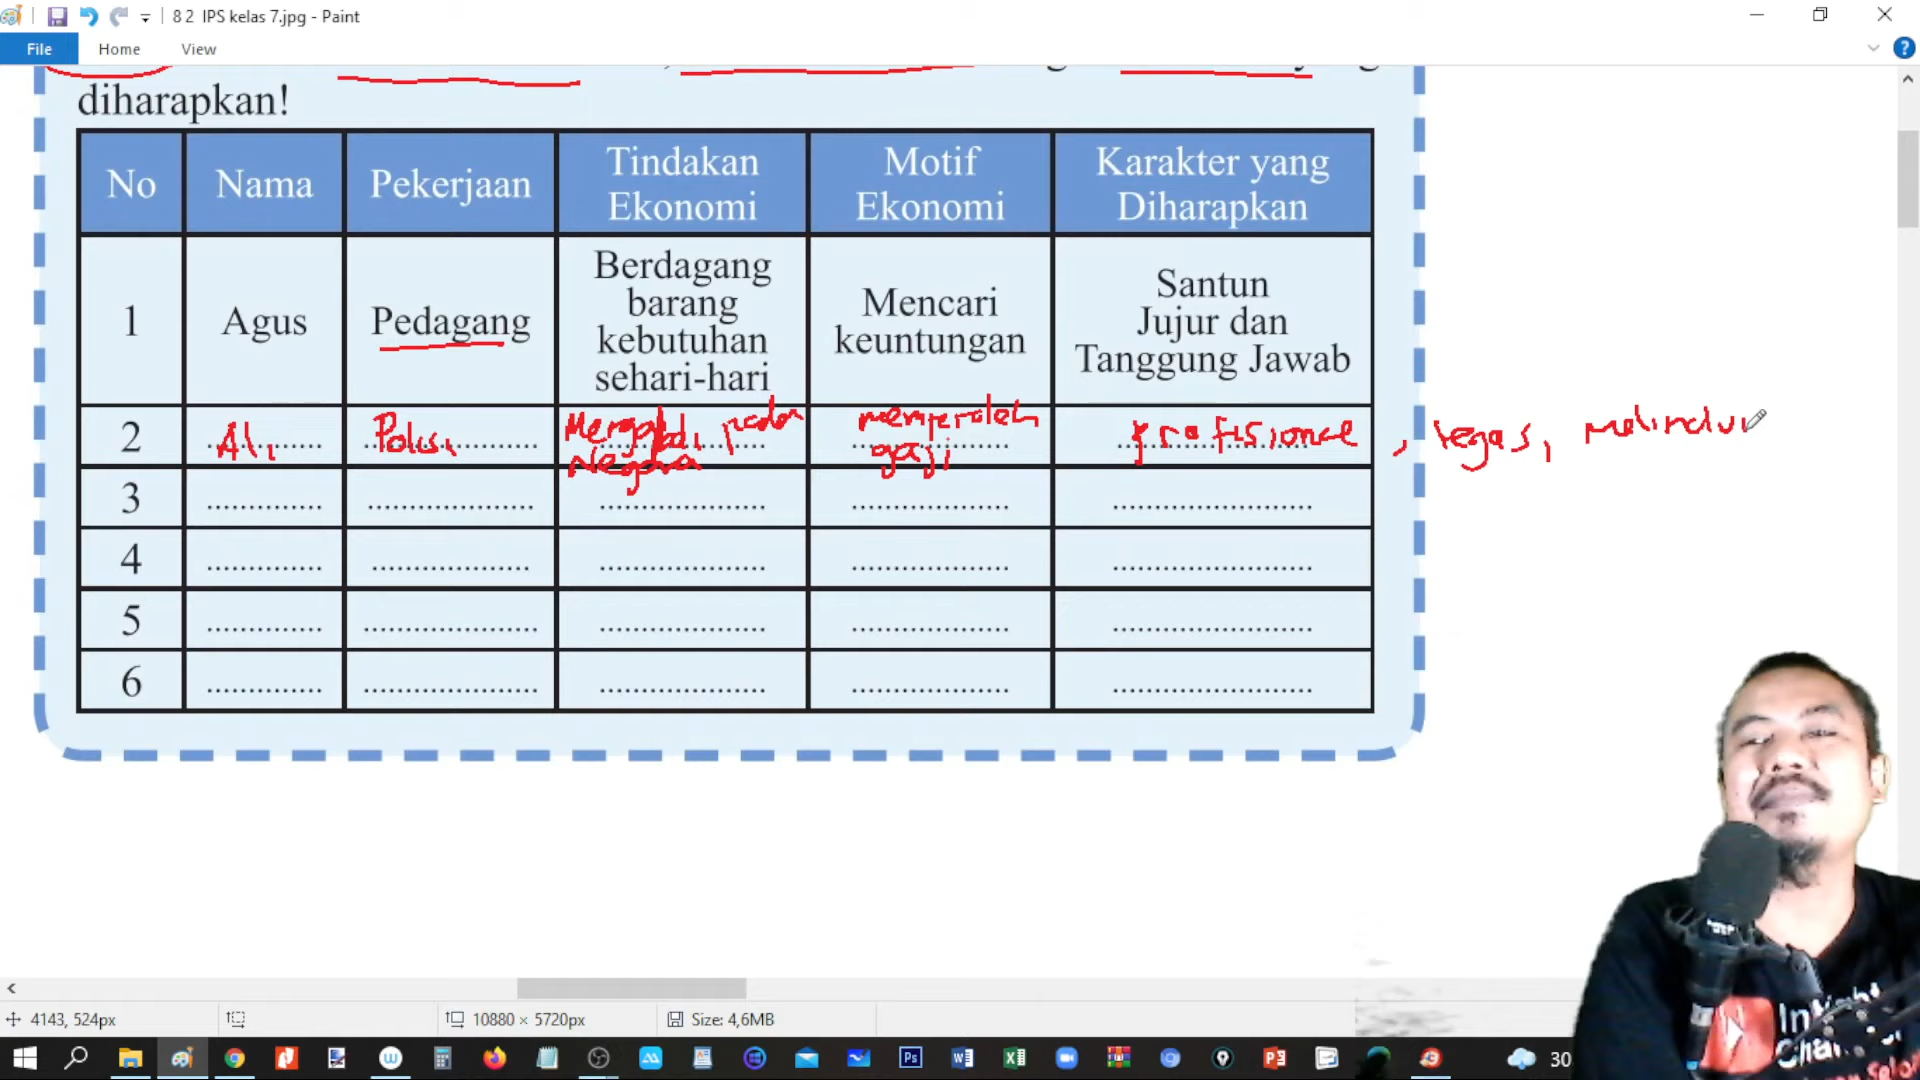 8 2 IPS kelas 7.jpg - Paint
File Home View
diharapkan!
No Nama Pekerjaan Tindakan Ekonomi Motif Ekonomi Karakter yang Diharapkan
1 Agus Pedagang Berdagang barang kebutuhan sehari-hari Mencari keuntungan Santun Jujur dan Tanggung Jawab
2 Ali Polisi Mengabdi pada Negara memperoleh gaji profisional, tegas, melindu
3
4
5
6
4143, 524px
10880 × 5720px
Size: 4,6MB
30